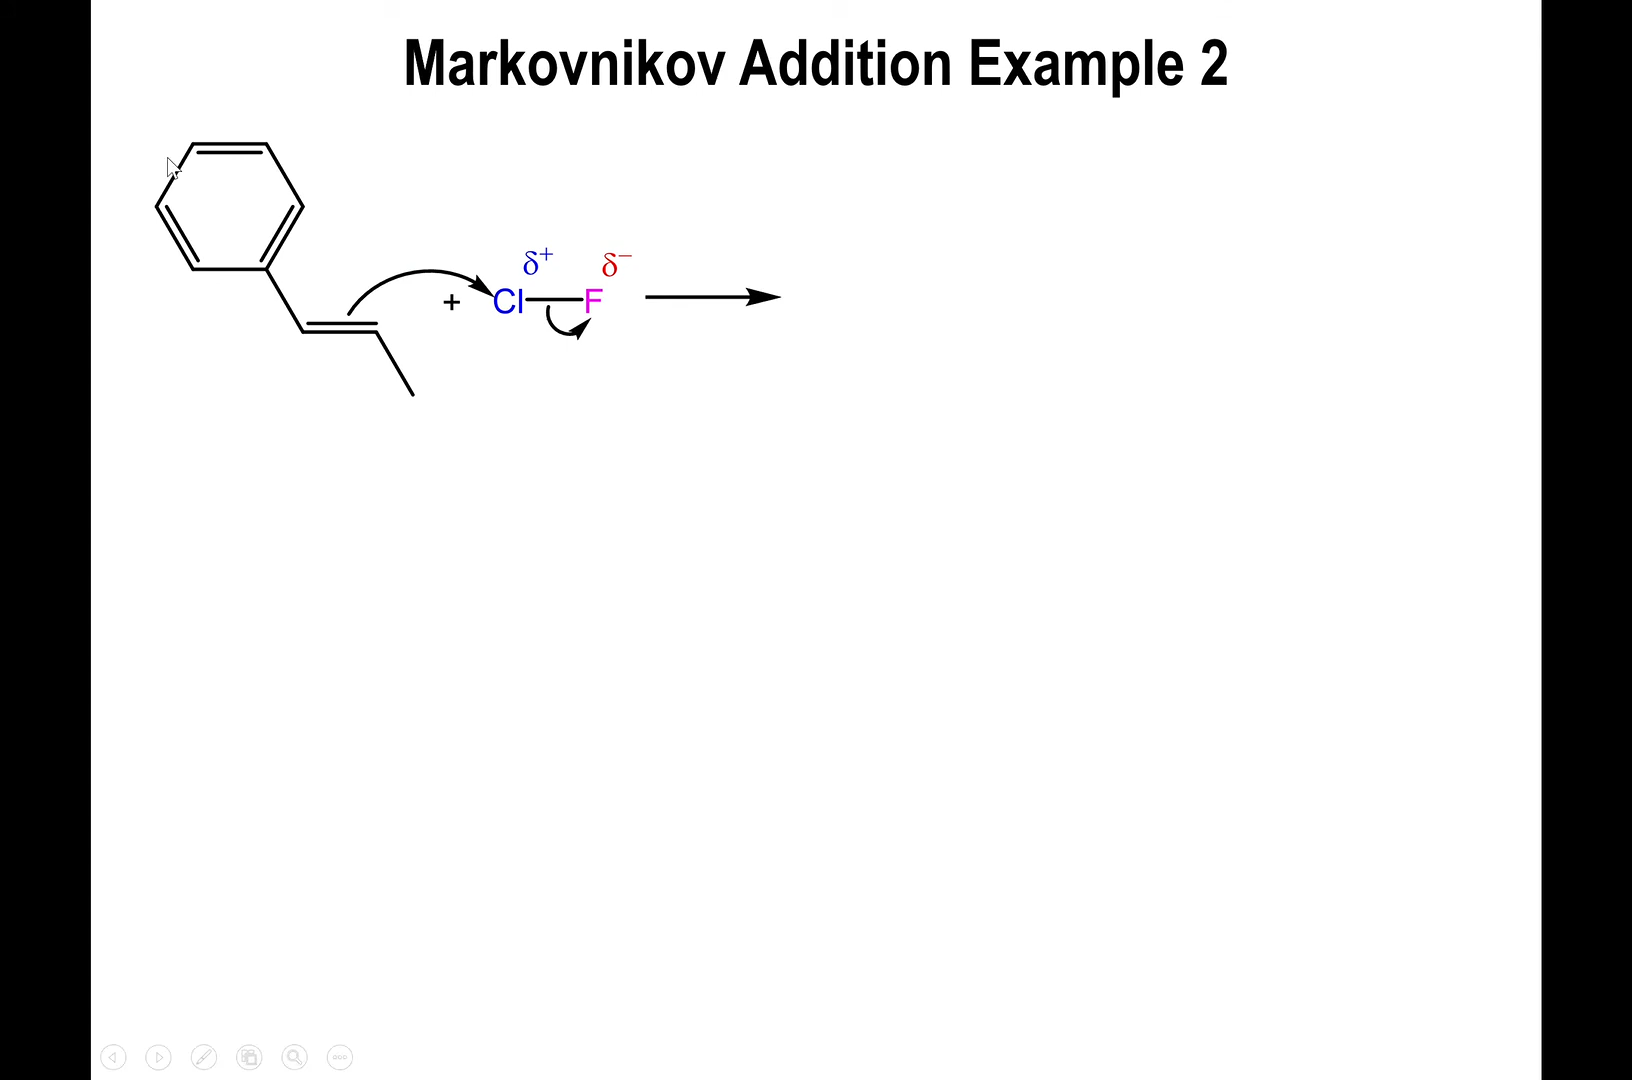 Markovnikov Addition Example 2
δ+ δ−
+ Cl F